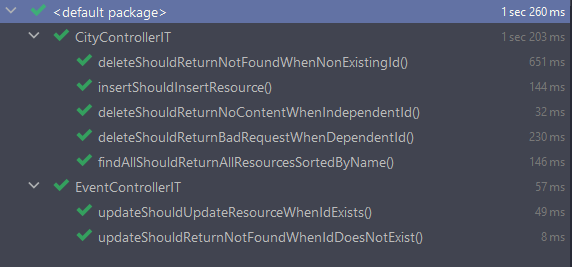 <default package> 1 sec 260 ms
CityControllerIT 1 sec 203 ms
deleteShouldReturnNotFoundWhenNonExistingId() 651 ms
insertShouldInsertResource() 144 ms
deleteShouldReturnNoContentWhenIndependentId() 32 ms
deleteShouldReturnBadRequestWhenDependentId() 230 ms
findAllShouldReturnAllResourcesSortedByName() 146 ms
EventControllerIT 57 ms
updateShouldUpdateResourceWhenIdExists() 49 ms
updateShouldReturnNotFoundWhenIdDoesNotExist() 8 ms